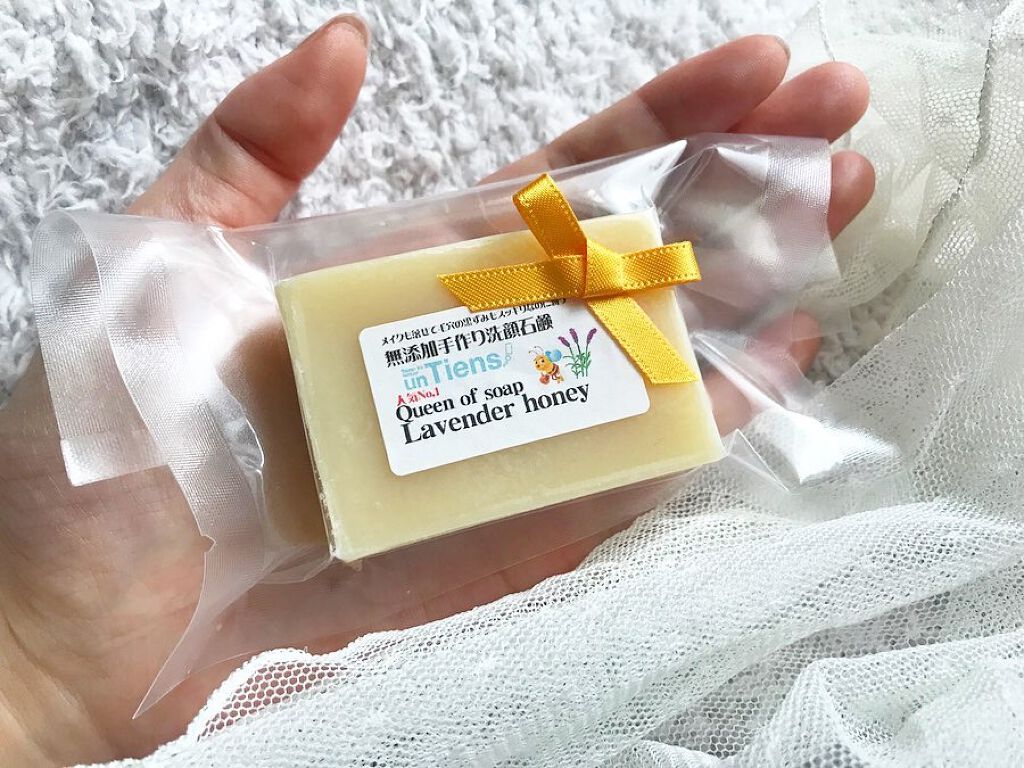 メイクも落せて毛穴の黒ずみもスッキリ
無添加手作り洗顔石鹸
un Tiens
人気No.1
Queen of soap
Lavender honey